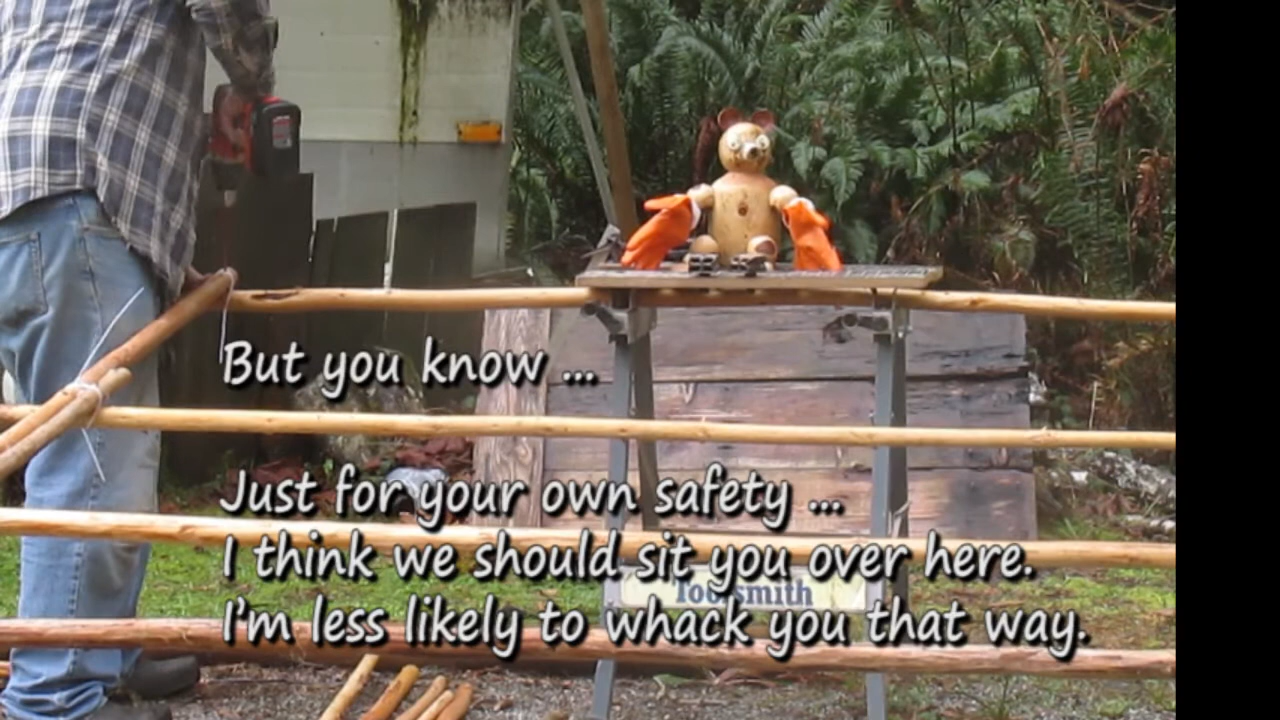 But you know ...
Just for your own safety ...
I think we should sit you over here.
Toolsmith
I'm less likely to whack you that way.